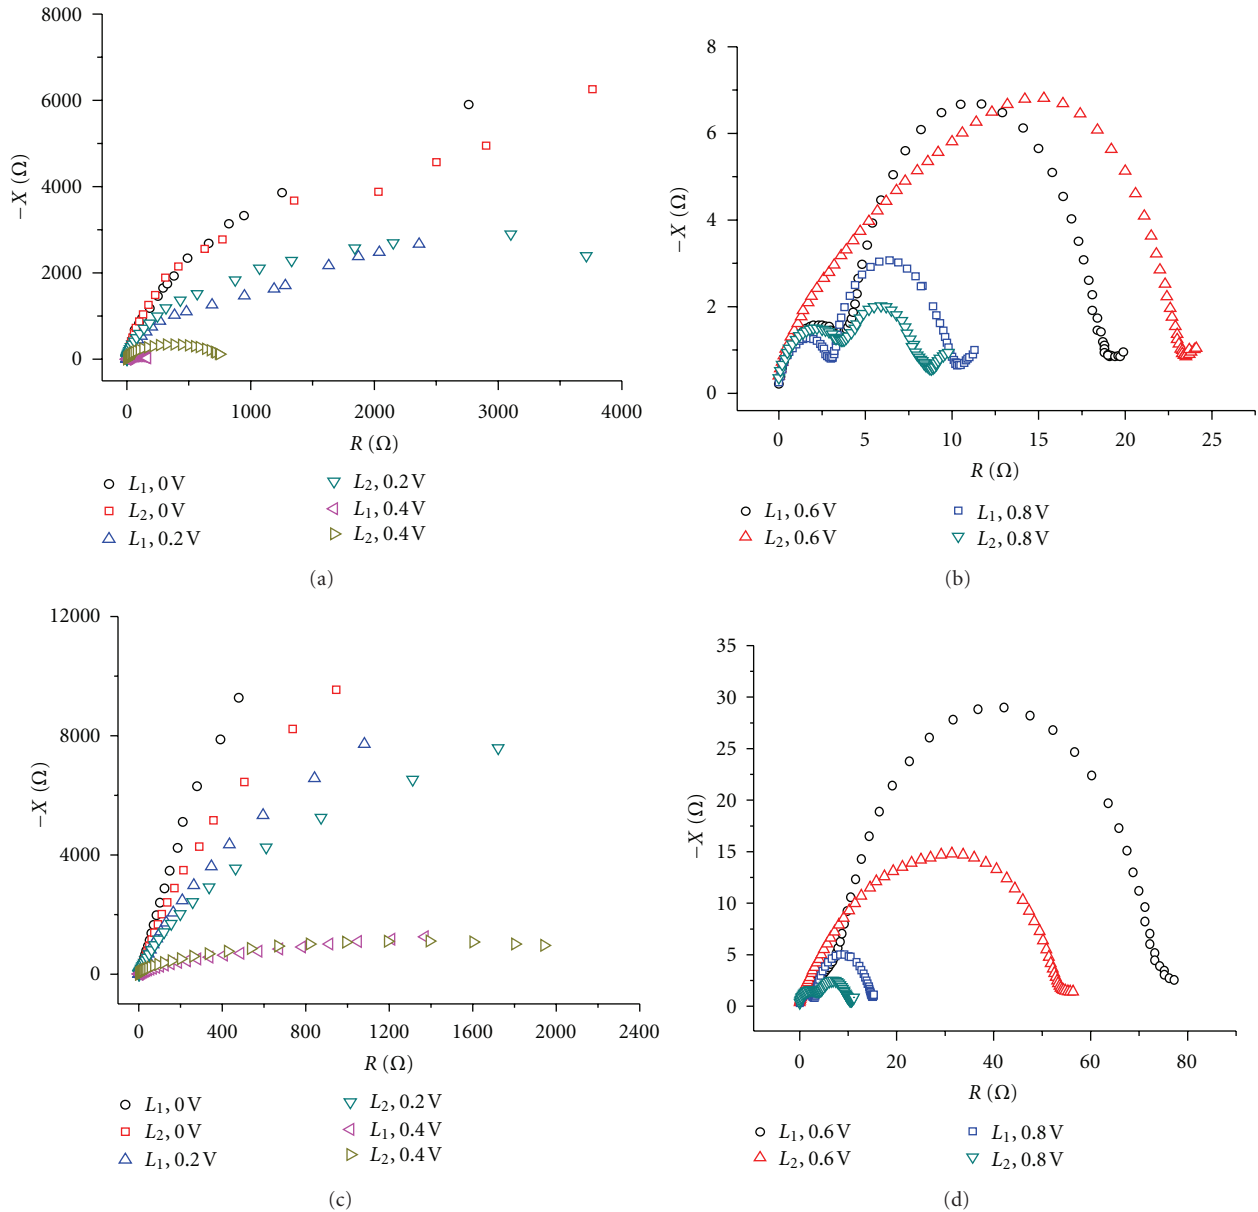 8000
6000
4000
2000
0
−X (Ω)
0 1000 2000 3000 4000
R (Ω)
L1, 0 V
L2, 0 V
L1, 0.2 V
L2, 0.2 V
L1, 0.4 V
L2, 0.4 V
(a)
8
6
4
2
0
−X (Ω)
0 5 10 15 20 25
R (Ω)
L1, 0.6 V
L2, 0.6 V
L1, 0.8 V
L2, 0.8 V
(b)
12000
8000
4000
0
−X (Ω)
0 400 800 1200 1600 2000 2400
R (Ω)
L1, 0 V
L2, 0 V
L1, 0.2 V
L2, 0.2 V
L1, 0.4 V
L2, 0.4 V
(c)
35
30
25
20
15
10
5
0
−X (Ω)
0 20 40 60 80
R (Ω)
L1, 0.6 V
L2, 0.6 V
L1, 0.8 V
L2, 0.8 V
(d)